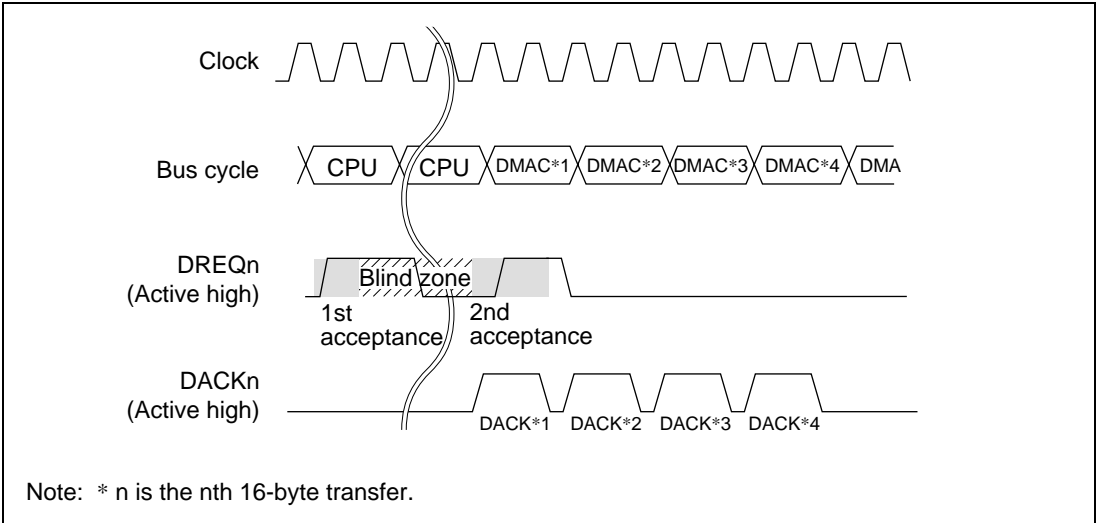 Clock
Bus cycle
CPU CPU DMAC*1 DMAC*2 DMAC*3 DMAC*4 DMA
DREQn
(Active high)
Blind zone
1st
acceptance
2nd
acceptance
DACKn
(Active high)
DACK*1 DACK*2 DACK*3 DACK*4
Note: * n is the nth 16-byte transfer.